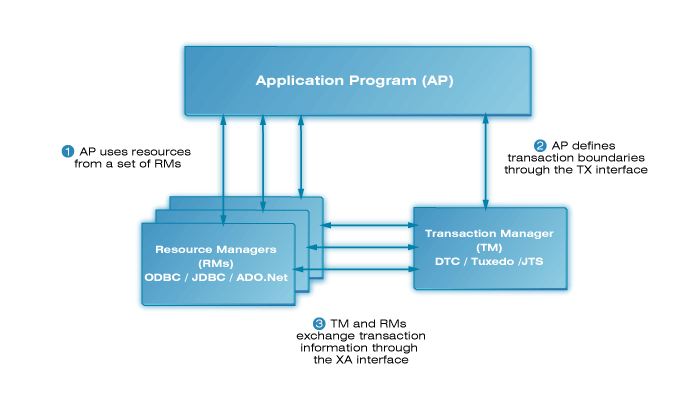 Application Program (AP)
1 AP uses resources
from a set of RMs
2 AP defines
transaction boundaries
through the TX interface
Resource Managers
(RMs)
ODBC / JDBC / ADO.Net
Transaction Manager
(TM)
DTC / Tuxedo /JTS
3 TM and RMs
exchange transaction
information through
the XA interface